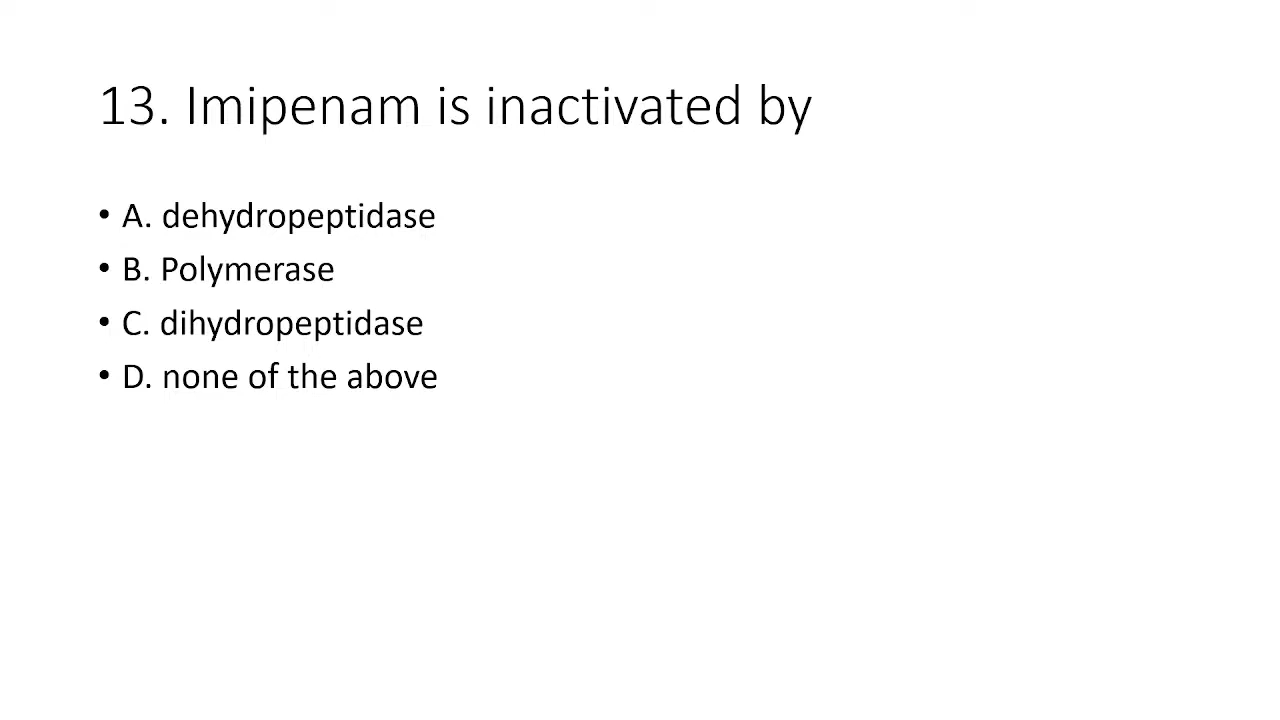 13. Imipenam is inactivated by
• A. dehydropeptidase
• B. Polymerase
• C. dihydropeptidase
• D. none of the above